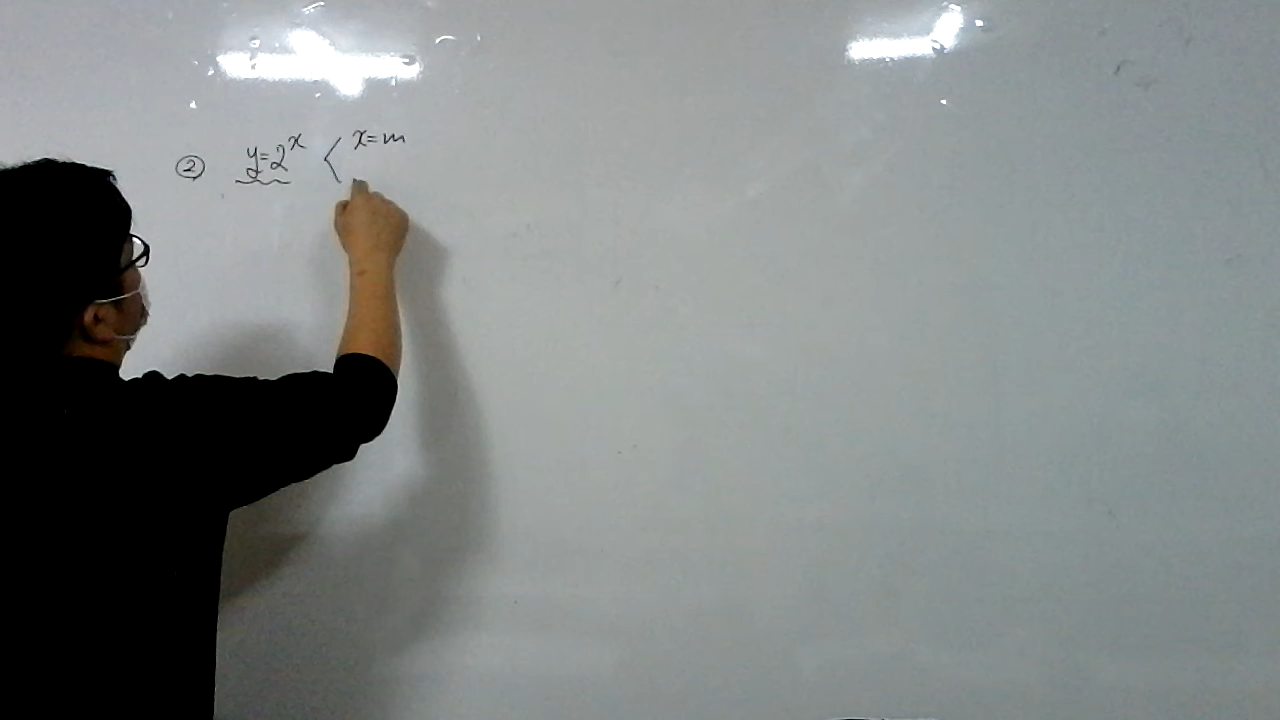 ② y=2^x < x=m